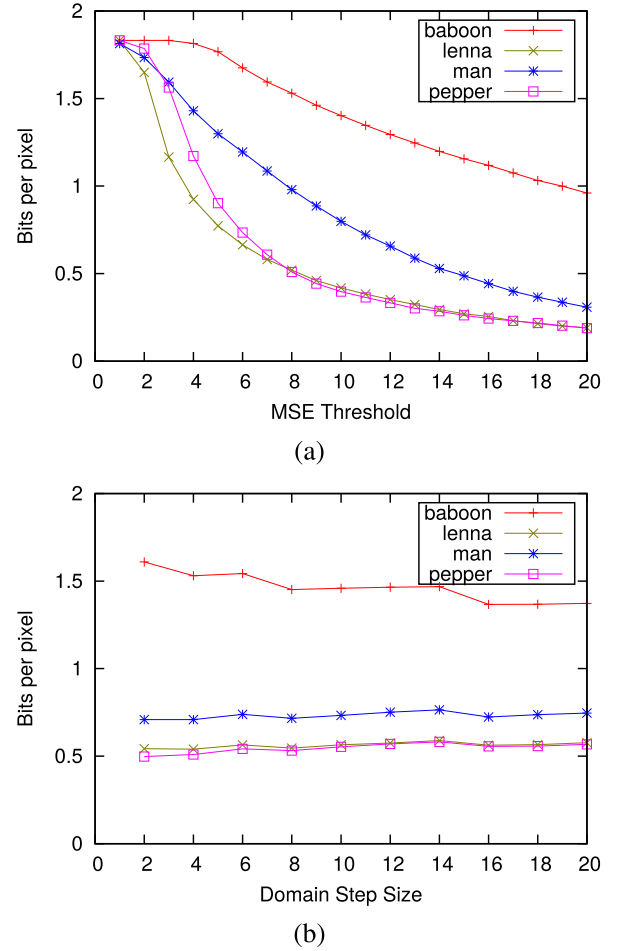 2
1.5
1
0.5
0
0 2 4 6 8 10 12 14 16 18 20
Bits per pixel
MSE Threshold
baboon
lenna
man
pepper
(a)
2
1.5
1
0.5
0
0 2 4 6 8 10 12 14 16 18 20
Bits per pixel
Domain Step Size
baboon
lenna
man
pepper
(b)